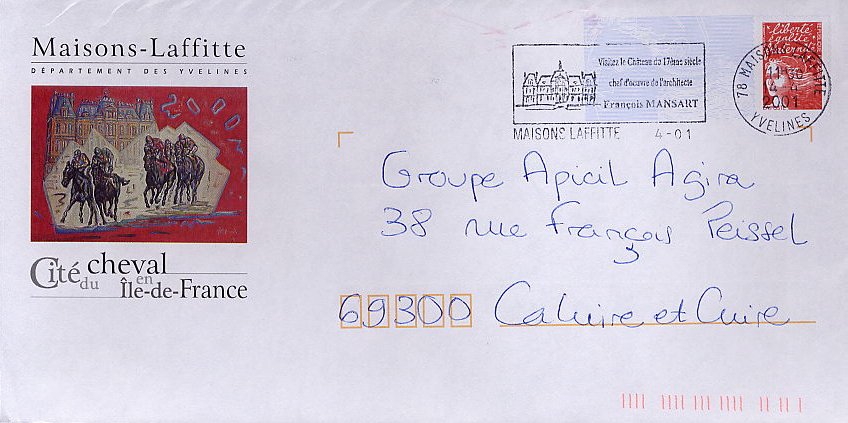 Maisons-Laffitte
DÉPARTEMENT DES YVELINES
2000
Cité du cheval
en
Île-de-France
Visitez le Château du 17ème siècle
chef d'œuvre de l'architecte
François MANSART
MAISONS LAFFITTE 4-01
liberté
égalité
fraternité
78 MAISONS LAFFITTE
4-4
2001
YVELINES
Groupe Apicil Agira
38 rue François Peissel
69300 Caluire et Cuire